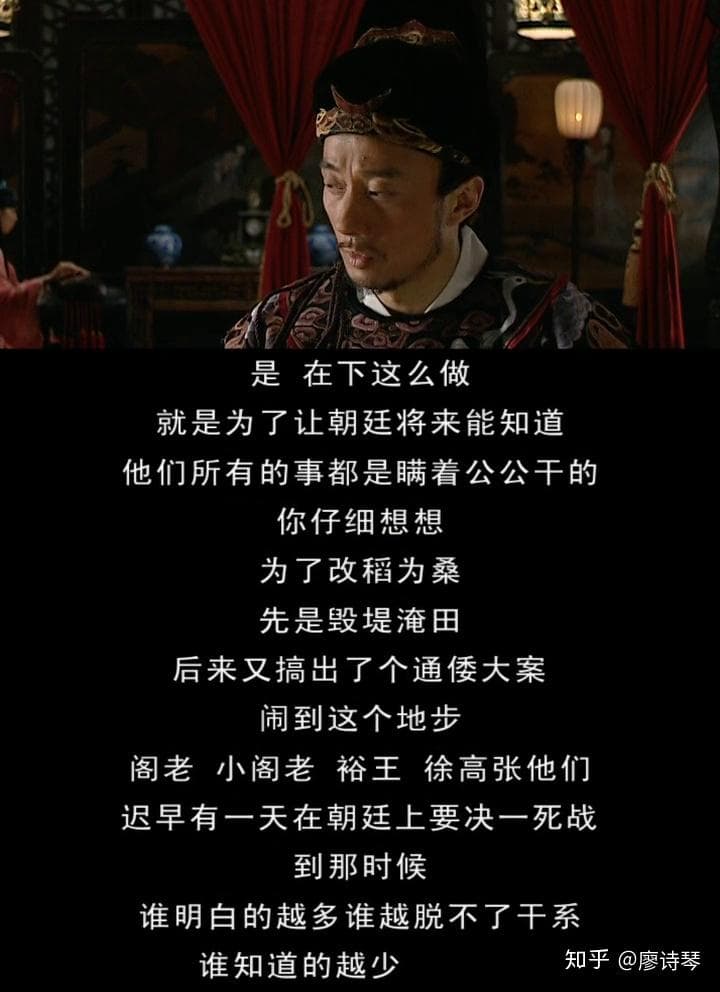 是 在下这么做
就是为了让朝廷将来能知道
他们所有的事都是瞒着公公干的
你仔细想想
为了改稻为桑
先是毁堤淹田
后来又搞出了个通倭大案
闹到这个地步
阁老 小阁老 裕王 徐高张他们
迟早有一天在朝廷上要决一死战
到那时候
谁明白的越多谁越脱不了干系
谁知道的越少
知乎 @廖诗琴